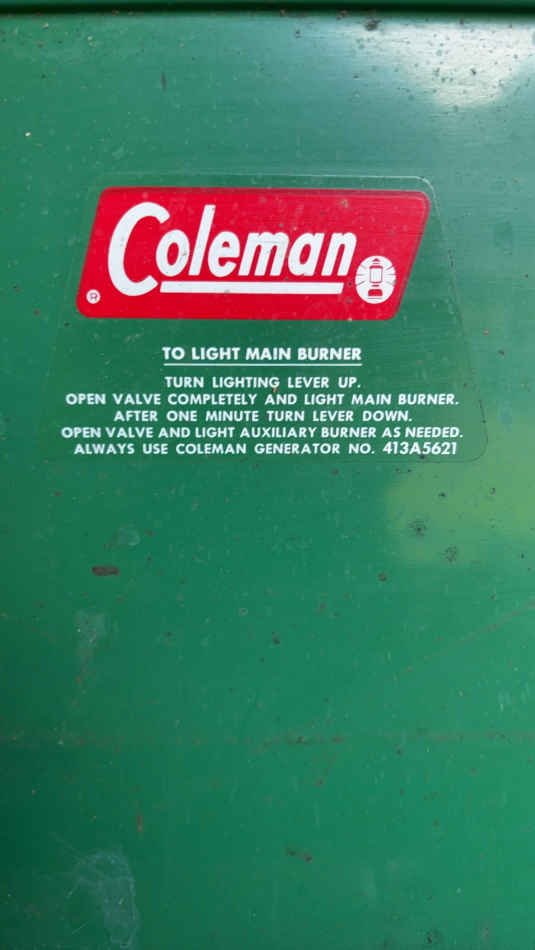 Coleman
®
TO LIGHT MAIN BURNER
TURN LIGHTING LEVER UP.
OPEN VALVE COMPLETELY AND LIGHT MAIN BURNER.
AFTER ONE MINUTE TURN LEVER DOWN.
OPEN VALVE AND LIGHT AUXILIARY BURNER AS NEEDED.
ALWAYS USE COLEMAN GENERATOR NO. 413A5621